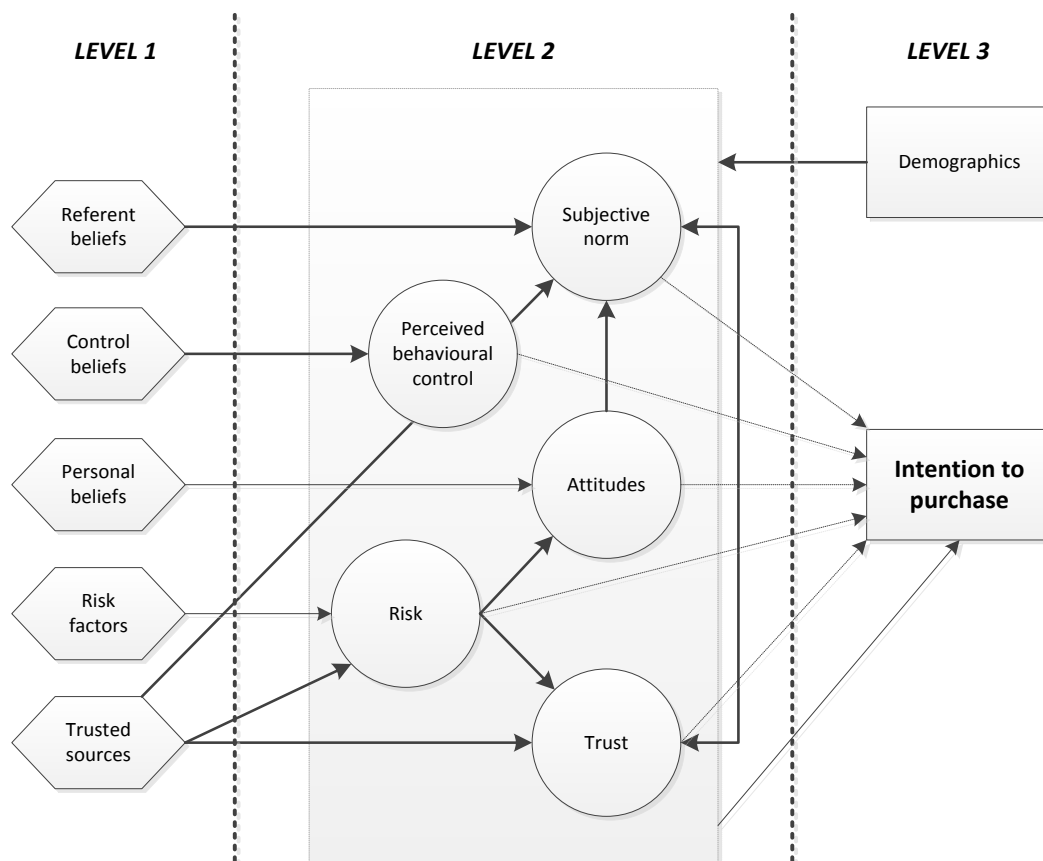 LEVEL 1
LEVEL 2
LEVEL 3
Demographics
Referent
beliefs
Subjective
norm
Control
beliefs
Perceived
behavioural
control
Personal
beliefs
Attitudes
Intention to
purchase
Risk
factors
Risk
Trusted
sources
Trust